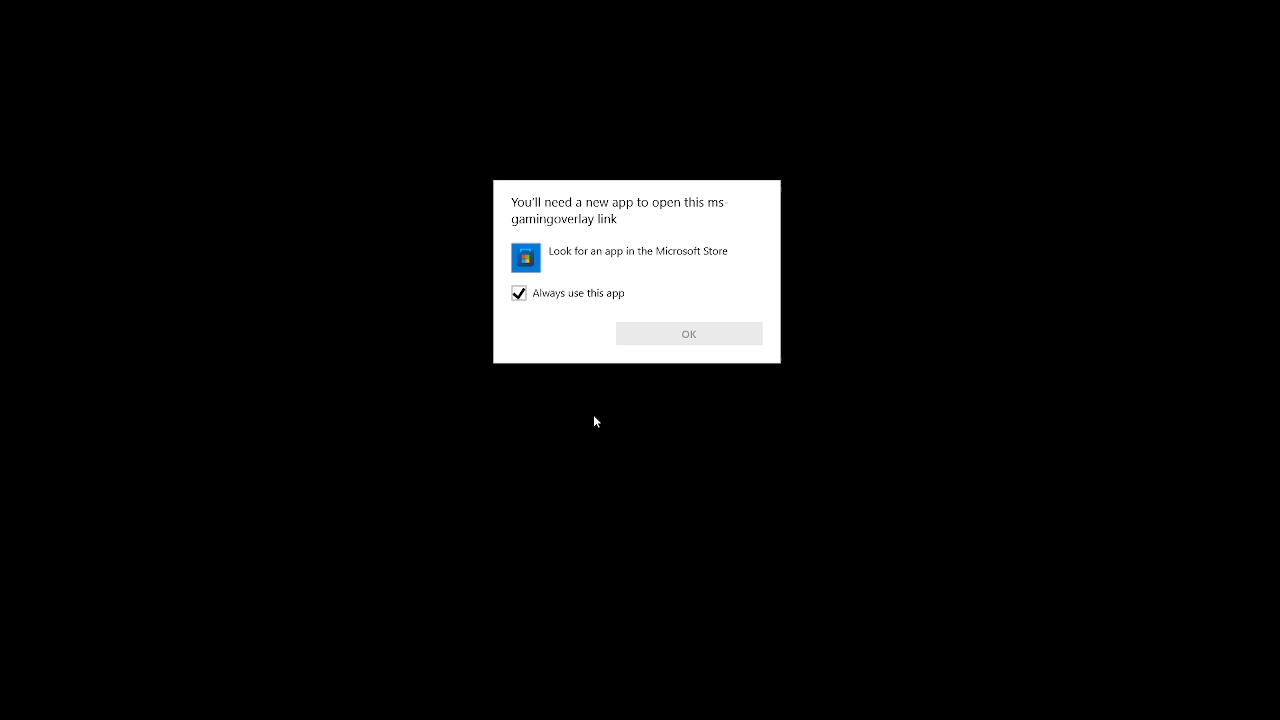 You'll need a new app to open this ms-
gamingoverlay link
Look for an app in the Microsoft Store
Always use this app
OK